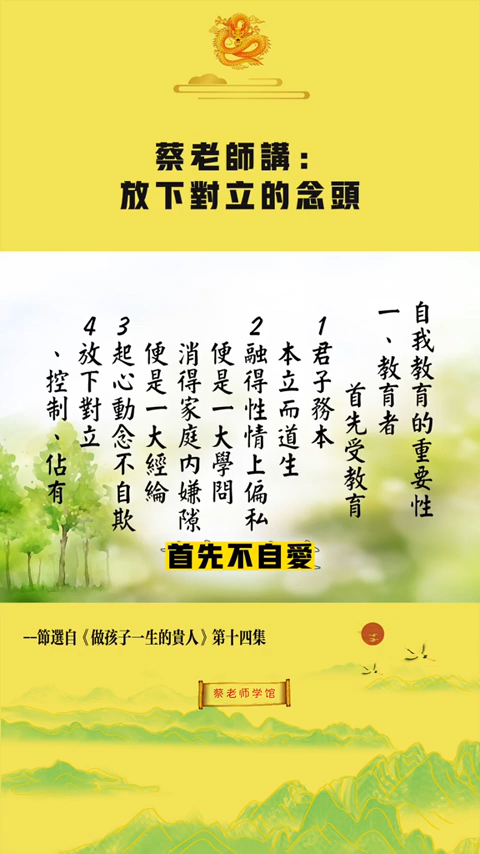 蔡老師講：
放下對立的念頭
自我教育的重要性
一、教育者
首先受教育
1君子務本
本立而道生
2融得性情上偏私
便是一大學問
消得家庭內嫌隙
便是一大經綸
3起心動念不自欺
4放下對立
、控制、佔有
首先不自愛
--節選自《做孩子一生的貴人》第十四集
蔡老师学馆